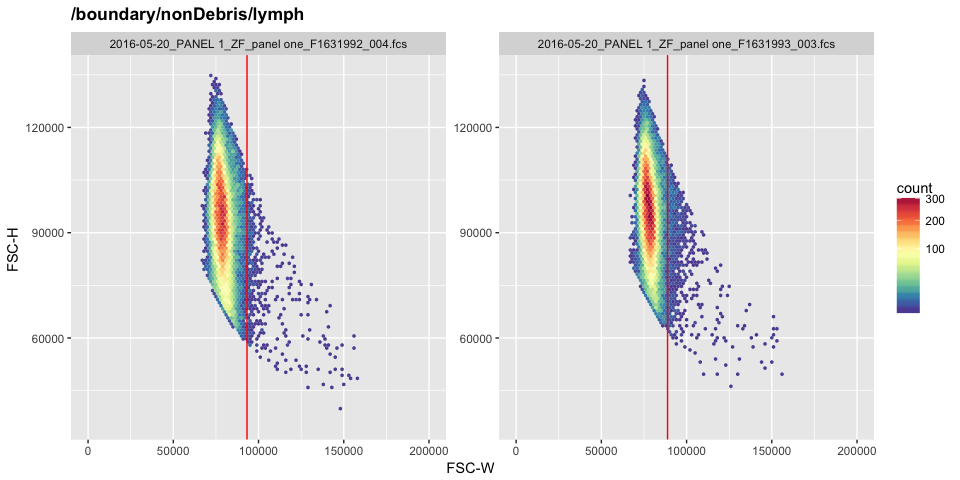 /boundary/nonDebris/lymph
2016-05-20_PANEL 1_ZF_panel one_F1631992_004.fcs
2016-05-20_PANEL 1_ZF_panel one_F1631993_003.fcs
FSC-H
120000
90000
60000
120000
90000
60000
0 50000 100000 150000 200000
0 50000 100000 150000 200000
FSC-W
count
300
200
100